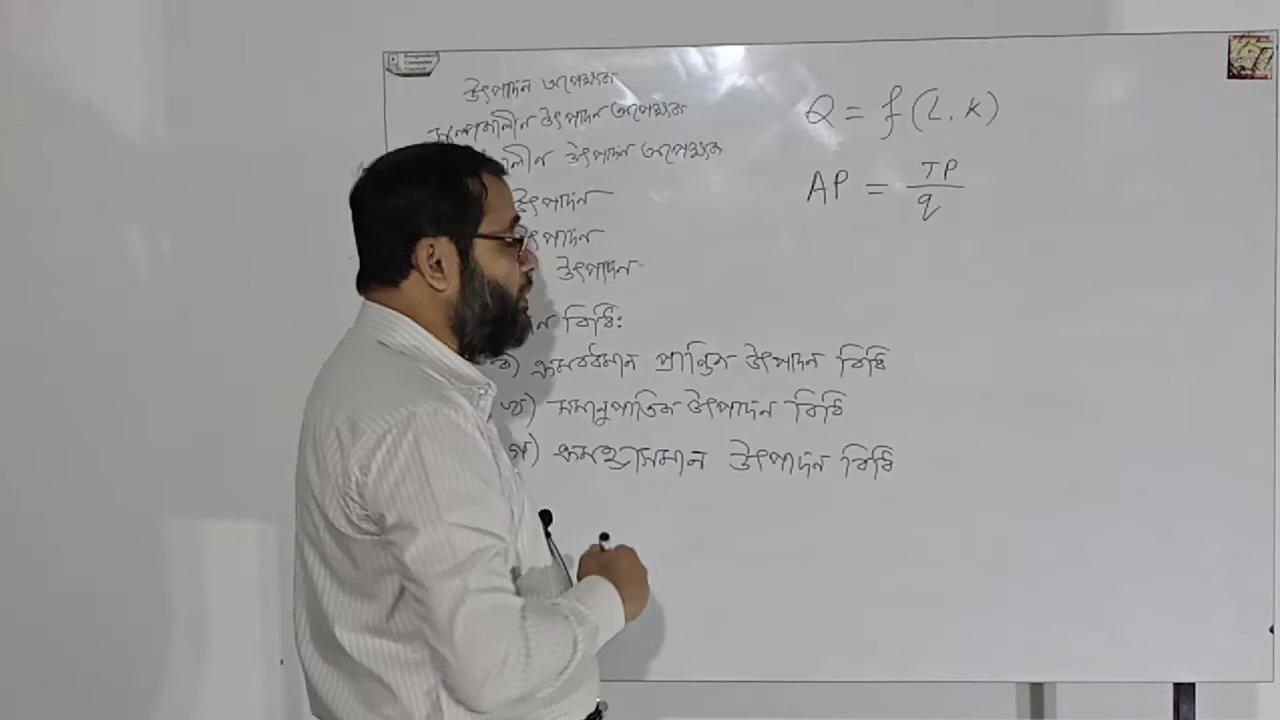 উৎপাদন অপেক্ষক
স্বল্পকালীন উৎপাদন অপেক্ষক
উৎপাদন অপেক্ষক
উৎপাদন
উৎপাদন
উৎপাদন
বিধি:
ক) ক্রমবর্ধমান প্রান্তিক উৎপাদন বিধি
খ) সমানুপাতিক উৎপাদন বিধি
গ) ক্রমহ্রাসমান উৎপাদন বিধি
Q = f(L, K)
AP = TP/q